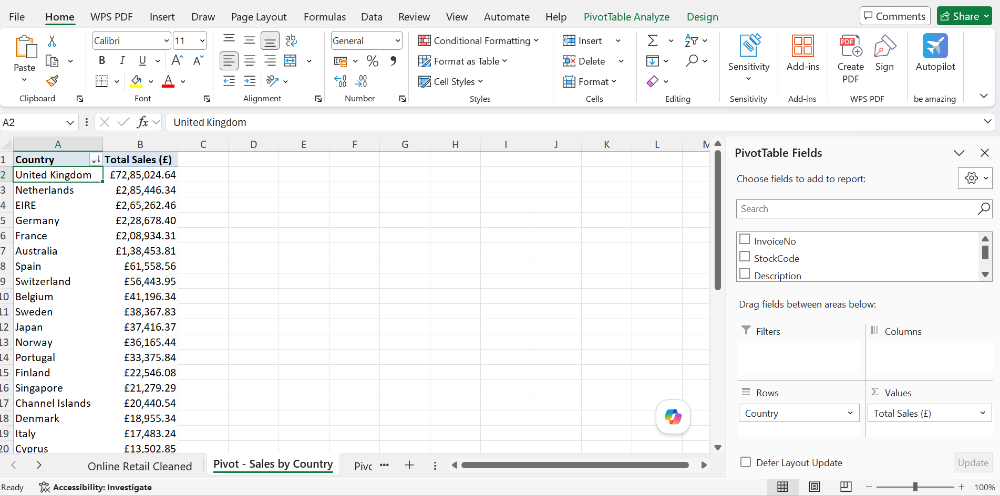 File Home WPS PDF Insert Draw Page Layout Formulas Data Review View Automate Help PivotTable Analyze Design Comments Share
Paste
Clipboard
Calibri 11
B I U A A
A
Font
ab
Alignment
General
% 9
.00 .00
Number
Conditional Formatting
Format as Table
Cell Styles
Styles
Insert
Delete
Format
Cells
Editing
Sensitivity
Sensitivity
Add-ins
Add-ins
PDF
Create PDF
Sign
WPS PDF
Autopilot
be amazing
A2 fx United Kingdom
A B C D E F G H I J K L M
1 Country Total Sales (£)
2 United Kingdom £72,85,024.64
3 Netherlands £2,85,446.34
4 EIRE £2,65,262.46
5 Germany £2,28,678.40
6 France £2,08,934.31
7 Australia £1,38,453.81
8 Spain £61,558.56
9 Switzerland £56,443.95
10 Belgium £41,196.34
11 Sweden £38,367.83
12 Japan £37,416.37
13 Norway £36,165.44
14 Portugal £33,375.84
15 Finland £22,546.08
16 Singapore £21,279.29
17 Channel Islands £20,440.54
18 Denmark £18,955.34
19 Italy £17,483.24
20 Cyprus £13,502.85
PivotTable Fields
Choose fields to add to report:
Search
InvoiceNo
StockCode
Description
Drag fields between areas below:
Filters Columns
Rows Values
Country Total Sales (£)
Defer Layout Update Update
Online Retail Cleaned Pivot - Sales by Country Pivc ...
Ready Accessibility: Investigate 100%